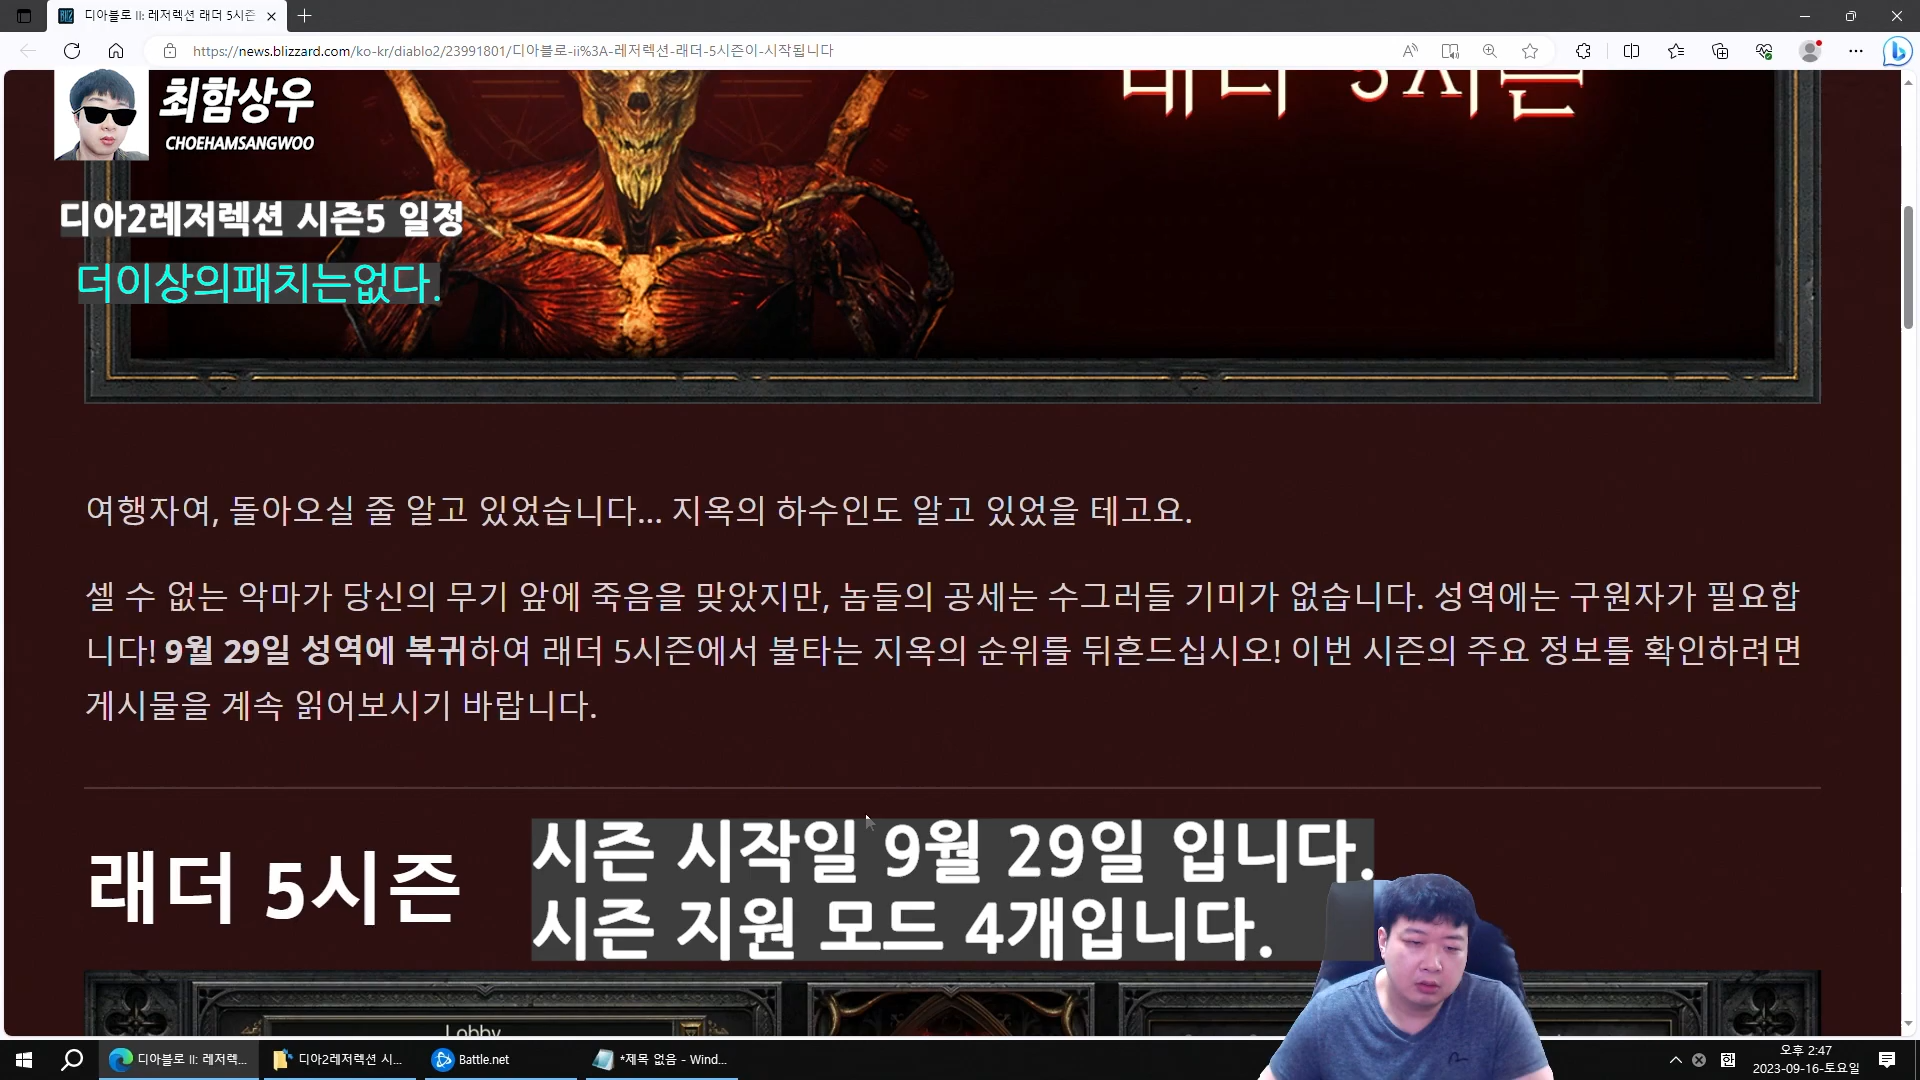 디아블로 II: 레저렉션 래더 5시즌
https://news.blizzard.com/ko-kr/diablo2/23991801/디아블로-ii%3A-레저렉션-래더-5시즌이-시작됩니다
래더 5시즌
최함상우
CHOEHAMSANGWOO
디아2레저렉션 시즌5 일정
더이상의패치는없다.
여행자여, 돌아오실 줄 알고 있었습니다... 지옥의 하수인도 알고 있었을 테고요.
셀 수 없는 악마가 당신의 무기 앞에 죽음을 맞았지만, 놈들의 공세는 수그러들 기미가 없습니다. 성역에는 구원자가 필요합
니다! 9월 29일 성역에 복귀하여 래더 5시즌에서 불타는 지옥의 순위를 뒤흔드십시오! 이번 시즌의 주요 정보를 확인하려면
게시물을 계속 읽어보시기 바랍니다.
시즌 시작일 9월 29일 입니다.
래더 5시즌
시즌 지원 모드 4개입니다.
Lobby
디아블로 II: 레저렉...
디아2레저렉션 시...
Battle.net
*제목 없음 - Wind...
한
오후 2:47
2023-09-16-토요일